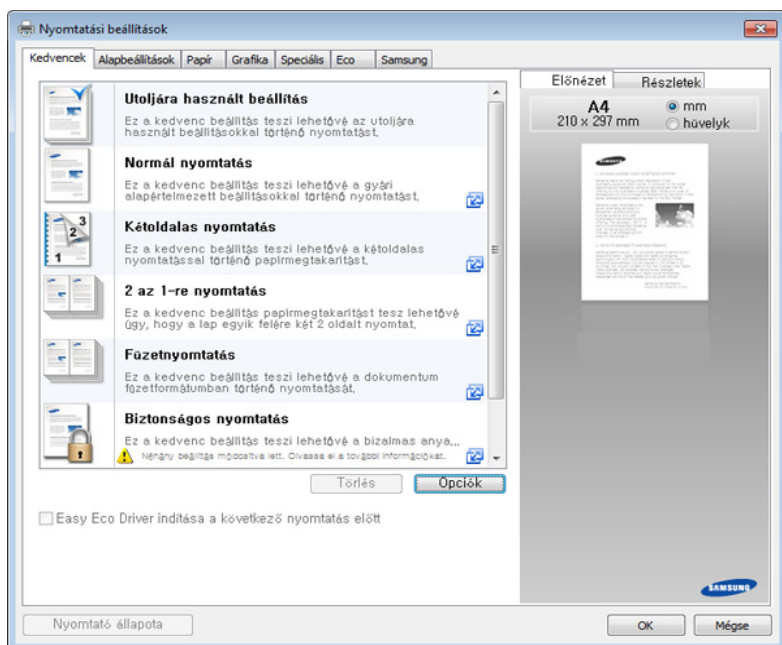 Nyomtatási beállítások
Kedvencek Alapbeállítások Papír Grafika Speciális Eco Samsung
Utoljára használt beállítás
Ez a kedvenc beállítás teszi lehetővé az utoljára
használt beállításokkal történő nyomtatást.
Normál nyomtatás
Ez a kedvenc beállítás teszi lehetővé a gyári
alapértelmezett beállításokkal történő nyomtatást.
3
2
1
Kétoldalas nyomtatás
Ez a kedvenc beállítás teszi lehetővé a kétoldalas
nyomtatással történő papírmegtakarítást.
2 az 1-re nyomtatás
Ez a kedvenc beállítás papírmegtakarítást tesz lehetővé
úgy, hogy a lap egyik felére két 2 oldalt nyomtat.
Füzetnyomtatás
Ez a kedvenc beállítás teszi lehetővé a dokumentum
füzetformátumban történő nyomtatását.
Biztonságos nyomtatás
Ez a kedvenc beállítás teszi lehetővé a bizalmas anya...
Néhány beállítás módosítva lett. Olvassa el a további információkat.
Törlés Opciók
Easy Eco Driver indítása a következő nyomtatás előtt
Előnézet Részletek
A4
210 x 297 mm
mm
hüvelyk
SAMSUNG
SAMSUNG
Nyomtató állapota
OK Mégse